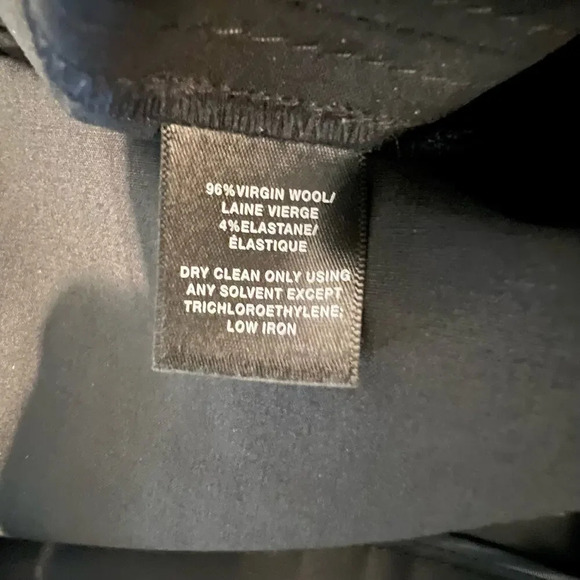 96%VIRGIN WOOL/
LAINE VIERGE
4%ELASTANE/
ÉLASTIQUE
DRY CLEAN ONLY USING
ANY SOLVENT EXCEPT
TRICHLOROETHYLENE;
LOW IRON